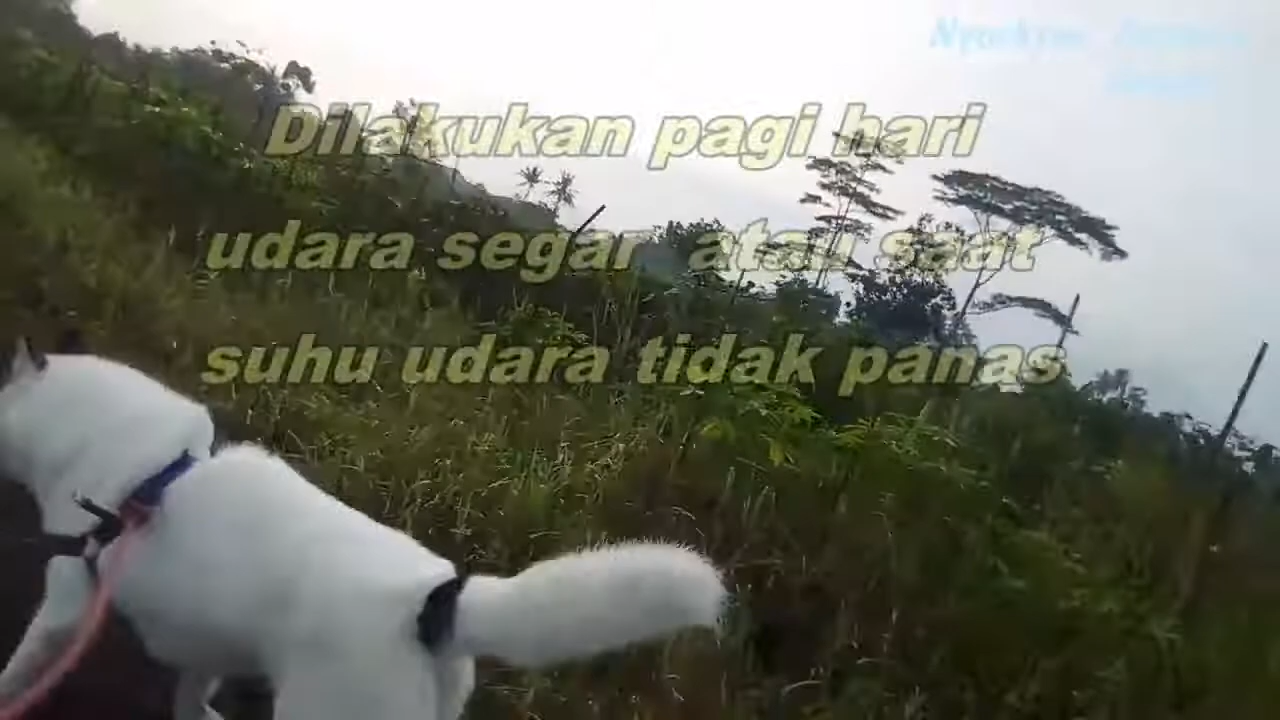 Dilakukan pagi hari
udara segar atau saat
suhu udara tidak panas